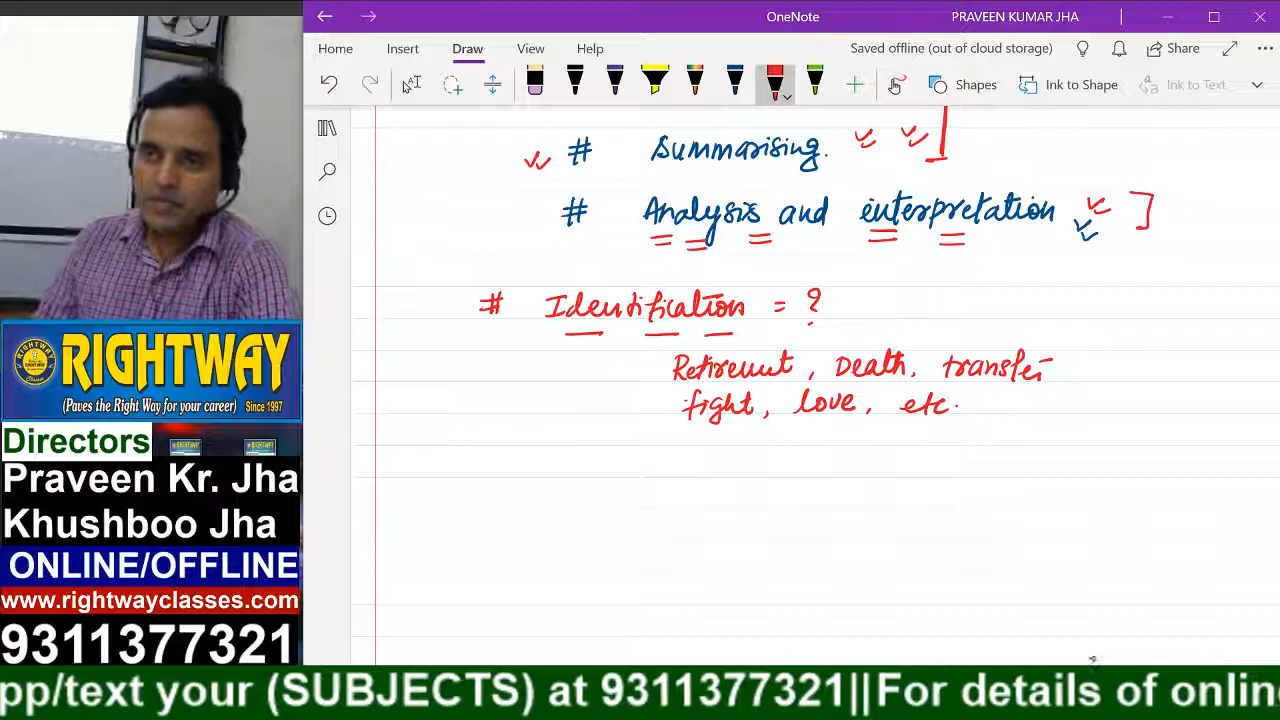 OneNote
PRAVEEN KUMAR JHA
Home Insert Draw View Help
Saved offline (out of cloud storage)
Share
Shapes
Ink to Shape
Ink to Text
# Summarising.
# Analysis and interpretation
# Identification = ?
Retirement, Death, transfer
fight, love, etc.
RIGHTWAY
(Paves the Right Way for your career) Since 1997
Directors
Praveen Kr. Jha
Khushboo Jha
ONLINE/OFFLINE
www.rightwayclasses.com
9311377321
pp/text your (SUBJECTS) at 9311377321||For details of onlin